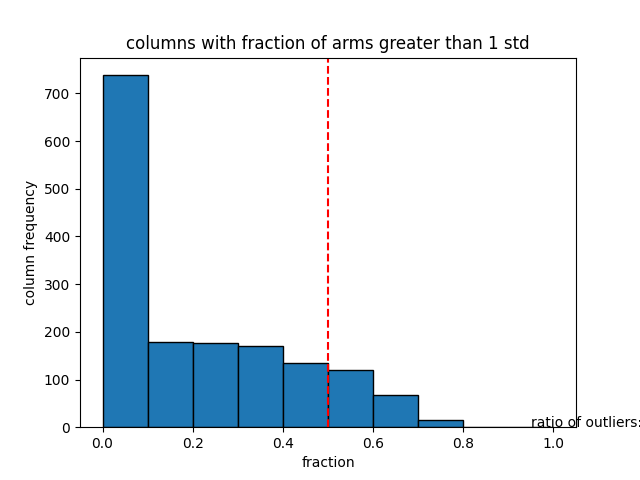 columns with fraction of arms greater than 1 std
column frequency
700
600
500
400
300
200
100
0
0.0 0.2 0.4 0.6 0.8 1.0
ratio of outliers:
fraction